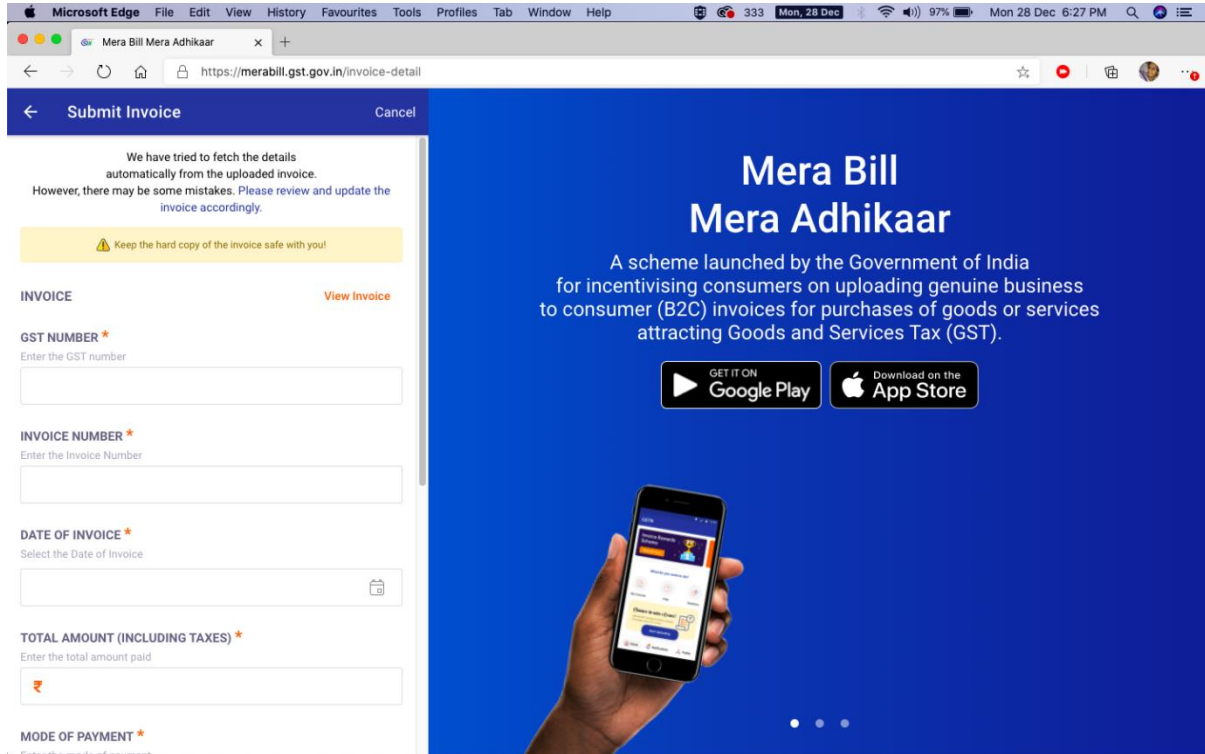 Microsoft Edge File Edit View History Favourites Tools Profiles Tab Window Help 333 Mon, 28 Dec 97% Mon 28 Dec 6:27 PM
Mera Bill Mera Adhikaar
https://merabill.gst.gov.in/invoice-detail
Submit Invoice Cancel
We have tried to fetch the details
automatically from the uploaded invoice.
However, there may be some mistakes. Please review and update the
invoice accordingly.
Keep the hard copy of the invoice safe with you!
INVOICE View Invoice
GST NUMBER *
Enter the GST number
INVOICE NUMBER *
Enter the Invoice Number
DATE OF INVOICE *
Select the Date of Invoice
TOTAL AMOUNT (INCLUDING TAXES) *
Enter the total amount paid
₹
MODE OF PAYMENT *
Mera Bill
Mera Adhikaar
A scheme launched by the Government of India
for incentivising consumers on uploading genuine business
to consumer (B2C) invoices for purchases of goods or services
attracting Goods and Services Tax (GST).
GET IT ON
Google Play
Download on the
App Store